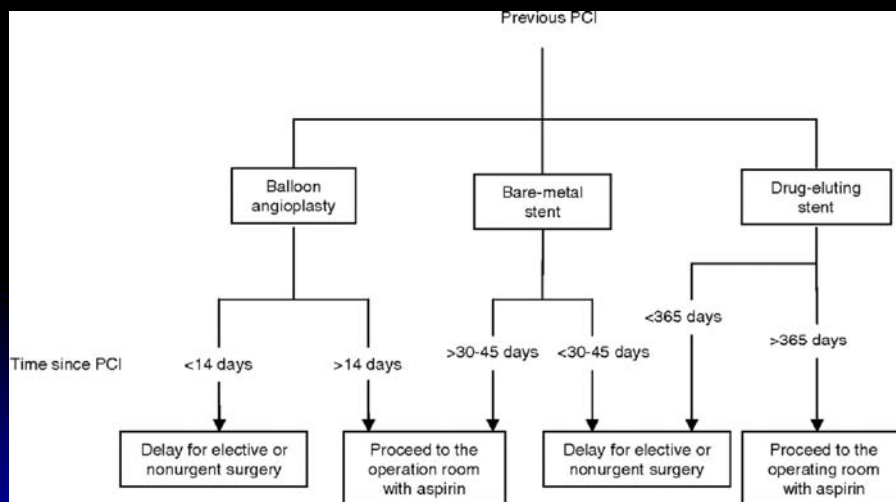 Previous PCI
Balloon
angioplasty
Bare-metal
stent
Drug-eluting
stent
Time since PCI
<14 days
>14 days
>30-45 days
<30-45 days
<365 days
>365 days
Delay for elective or
nonurgent surgery
Proceed to the
operation room
with aspirin
Delay for elective or
nonurgent surgery
Proceed to the
operating room
with aspirin